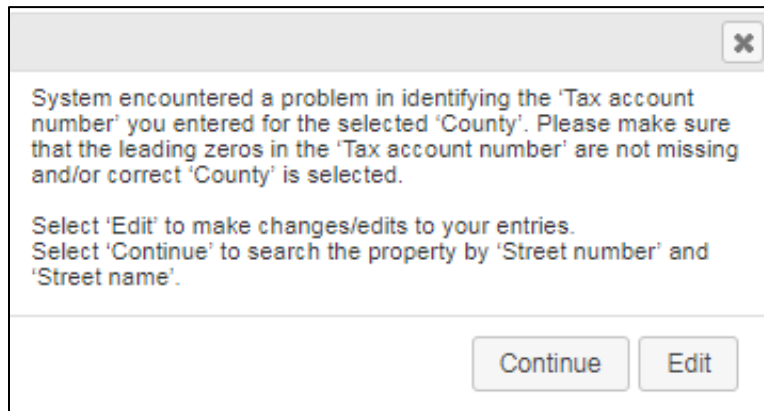 System encountered a problem in identifying the ‘Tax account
number’ you entered for the selected ‘County’. Please make sure
that the leading zeros in the ‘Tax account number’ are not missing
and/or correct ‘County’ is selected.
Select ‘Edit’ to make changes/edits to your entries.
Select ‘Continue’ to search the property by ‘Street number’ and
‘Street name’.
Continue Edit